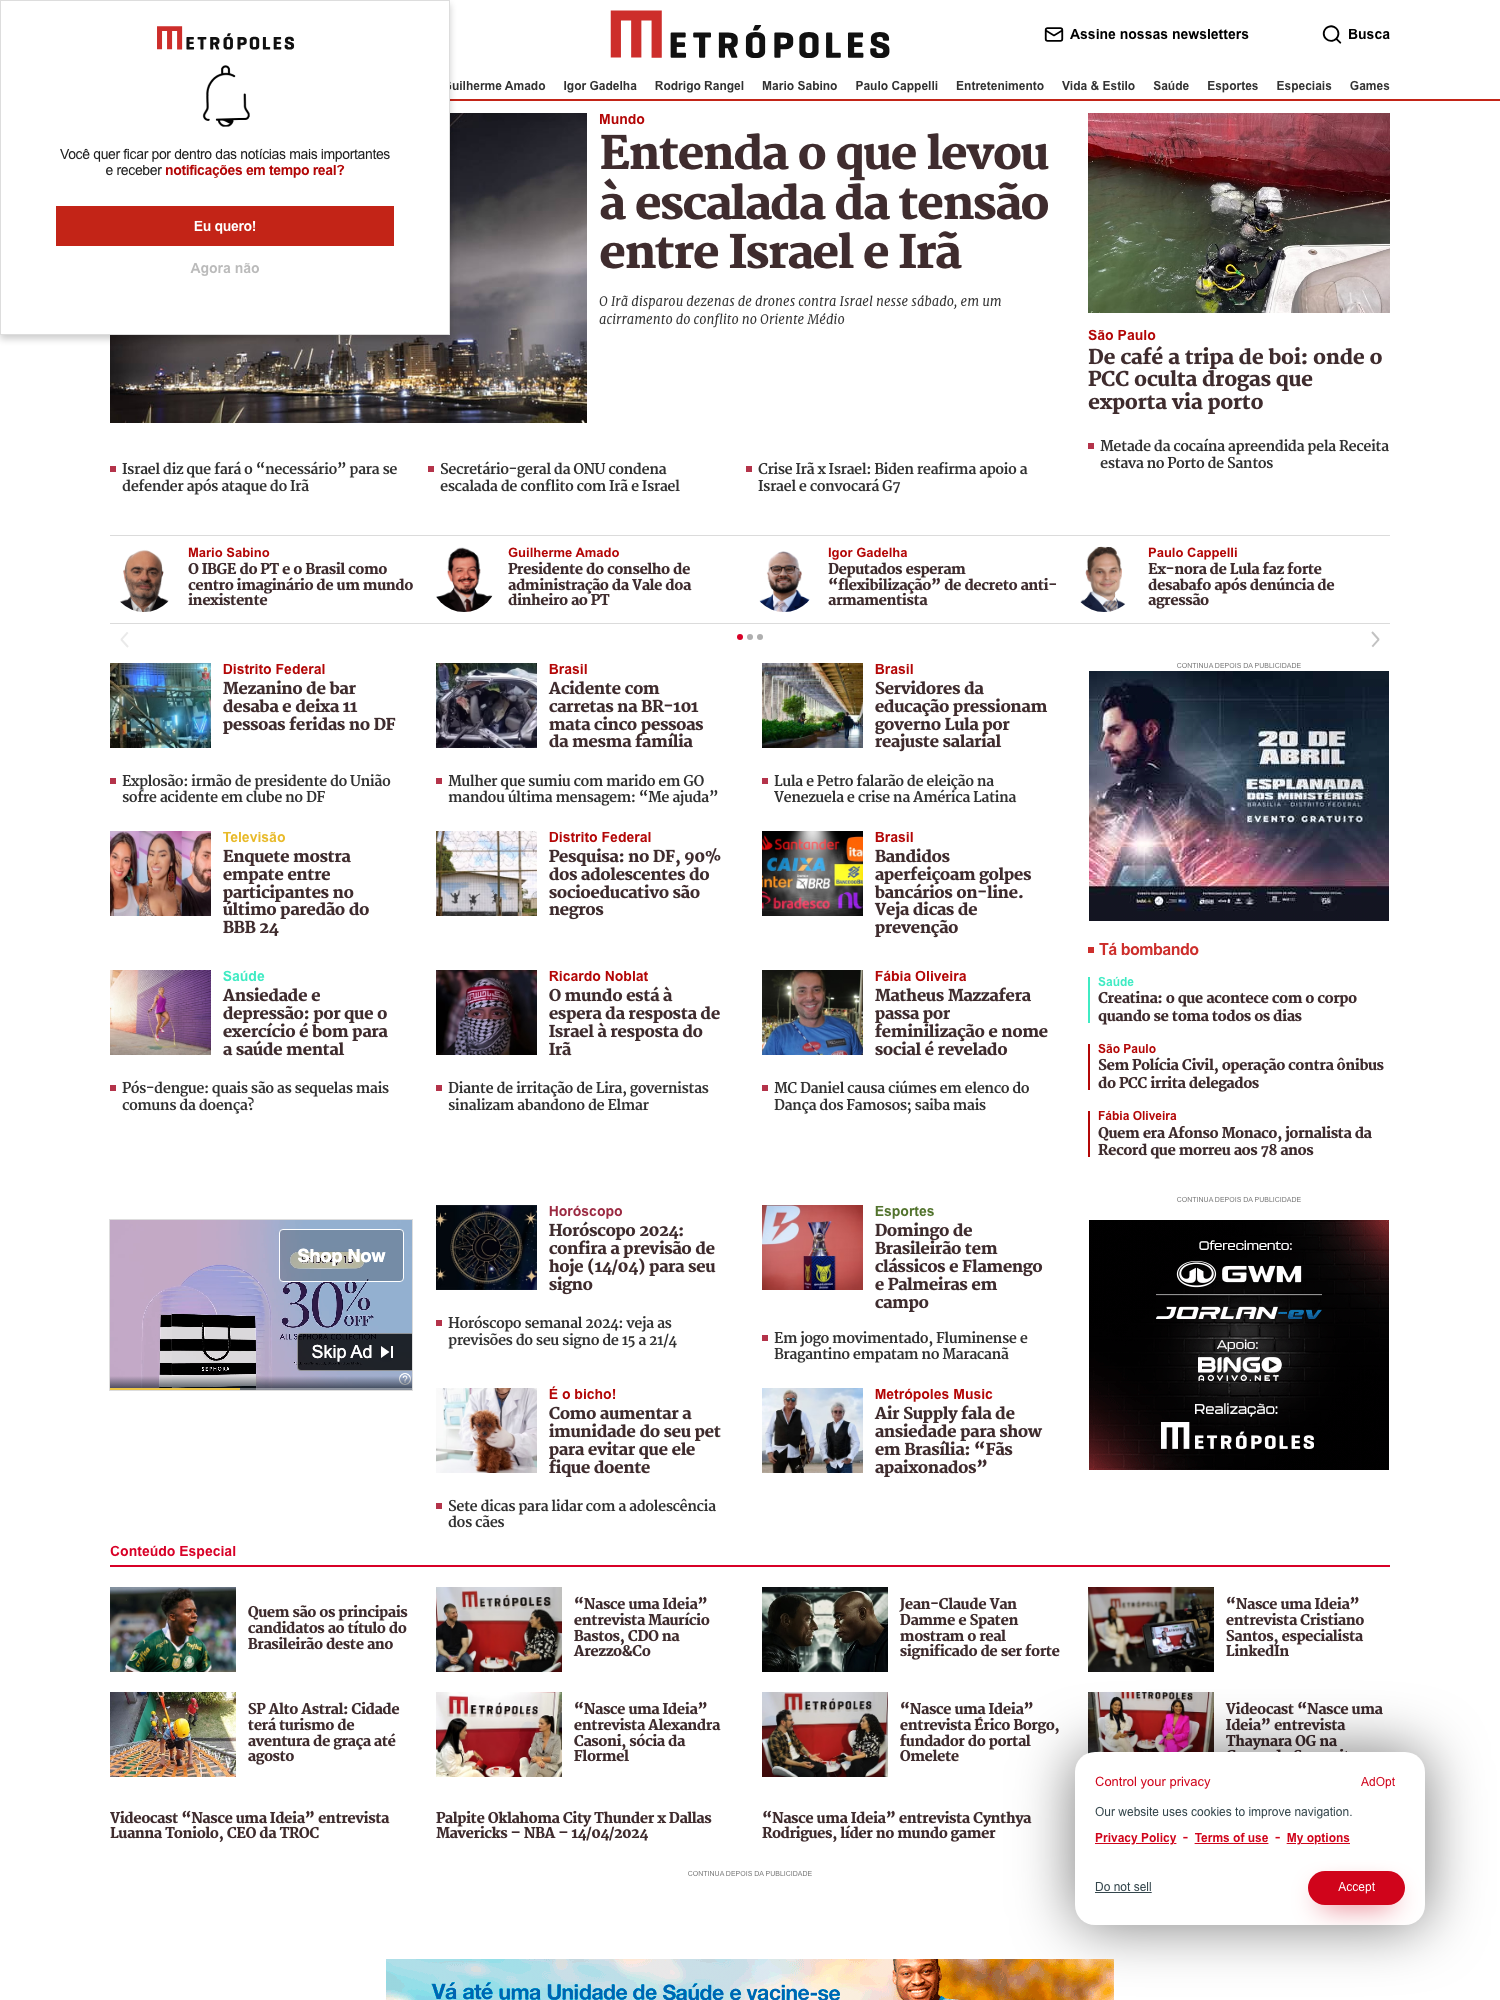 METRÓPOLES
Você quer ficar por dentro das notícias mais importantes
e receber notificações em tempo real?
Eu quero!
Agora não
METRÓPOLES
Assine nossas newsletters
Busca
Guilherme Amado
Igor Gadelha
Rodrigo Rangel
Mario Sabino
Paulo Cappelli
Entretenimento
Vida & Estilo
Saúde
Esportes
Especiais
Games
Mundo
Entenda o que levou
à escalada da tensão
entre Israel e Irã
O Irã disparou dezenas de drones contra Israel nesse sábado, em um
acirramento do conflito no Oriente Médio
São Paulo
De café a tripa de boi: onde o
PCC oculta drogas que
exporta via porto
Metade da cocaína apreendida pela Receita
estava no Porto de Santos
Israel diz que fará o “necessário” para se
defender após ataque do Irã
Secretário-geral da ONU condena
escalada de conflito com Irã e Israel
Crise Irã x Israel: Biden reafirma apoio a
Israel e convocará G7
Mario Sabino
O IBGE do PT e o Brasil como
centro imaginário de um mundo
inexistente
Guilherme Amado
Presidente do conselho de
administração da Vale doa
dinheiro ao PT
Igor Gadelha
Deputados esperam
“flexibilização” de decreto anti-
armamentista
Paulo Cappelli
Ex-nora de Lula faz forte
desabafo após denúncia de
agressão
Distrito Federal
Mezanino de bar
desaba e deixa 11
pessoas feridas no DF
Explosão: irmão de presidente do União
sofre acidente em clube no DF
Brasil
Acidente com
carretas na BR-101
mata cinco pessoas
da mesma família
Mulher que sumiu com marido em GO
mandou última mensagem: “Me ajuda”
Brasil
Servidores da
educação pressionam
governo Lula por
reajuste salarial
Lula e Petro falarão de eleição na
Venezuela e crise na América Latina
CONTINUA DEPOIS DA PUBLICIDADE
20 DE
ABRIL
ESPLANADA
DOS MINISTÉRIOS
BRASÍLIA - DISTRITO FEDERAL
EVENTO GRATUITO
Televisão
Enquete mostra
empate entre
participantes no
último paredão do
BBB 24
Distrito Federal
Pesquisa: no DF, 90%
dos adolescentes do
socioeducativo são
negros
Santander
ita
CAIXA
inter
BRB
bradesco
nu
Brasil
Bandidos
aperfeiçoam golpes
bancários on-line.
Veja dicas de
prevenção
Tá bombando
Saúde
Creatina: o que acontece com o corpo
quando se toma todos os dias
São Paulo
Sem Polícia Civil, operação contra ônibus
do PCC irrita delegados
Fábia Oliveira
Quem era Afonso Monaco, jornalista da
Record que morreu aos 78 anos
Saúde
Ansiedade e
depressão: por que o
exercício é bom para
a saúde mental
Pós-dengue: quais são as sequelas mais
comuns da doença?
Ricardo Noblat
O mundo está à
espera da resposta de
Israel à resposta do
Irã
Diante de irritação de Lira, governistas
sinalizam abandono de Elmar
Fábia Oliveira
Matheus Mazzafera
passa por
feminilização e nome
social é revelado
MC Daniel causa ciúmes em elenco do
Dança dos Famosos; saiba mais
CONTINUA DEPOIS DA PUBLICIDADE
Shop Now
30%
OFF*
ALL SEPHORA COLLECTION
SEPHORA
Skip Ad
Horóscopo
Horóscopo 2024:
confira a previsão de
hoje (14/04) para seu
signo
Horóscopo semanal 2024: veja as
previsões do seu signo de 15 a 21/4
Esportes
Domingo de
Brasileirão tem
clássicos e Flamengo
e Palmeiras em
campo
Em jogo movimentado, Fluminense e
Bragantino empatam no Maracanã
Oferecimento:
GWM
JORLAN-ev
Apoio:
BINGO
AOVIVO.NET
Realização:
METRÓPOLES
É o bicho!
Como aumentar a
imunidade do seu pet
para evitar que ele
fique doente
Sete dicas para lidar com a adolescência
dos cães
Metrópoles Music
Air Supply fala de
ansiedade para show
em Brasília: “Fãs
apaixonados”
Conteúdo Especial
Quem são os principais
candidatos ao título do
Brasileirão deste ano
METRÓPOLES
“Nasce uma Ideia”
entrevista Maurício
Bastos, CDO na
Arezzo&Co
Jean-Claude Van
Damme e Spaten
mostram o real
significado de ser forte
“Nasce uma Ideia”
entrevista Cristiano
Santos, especialista
LinkedIn
SP Alto Astral: Cidade
terá turismo de
aventura de graça até
agosto
METRÓPOLES
“Nasce uma Ideia”
entrevista Alexandra
Casoni, sócia da
Flormel
METRÓPOLES
“Nasce uma Ideia”
entrevista Érico Borgo,
fundador do portal
Omelete
METRÓPOLES
Videocast “Nasce uma
Ideia” entrevista
Thaynara OG na
Videocast “Nasce uma Ideia” entrevista
Luanna Toniolo, CEO da TROC
Palpite Oklahoma City Thunder x Dallas
Mavericks – NBA – 14/04/2024
“Nasce uma Ideia” entrevista Cynthya
Rodrigues, líder no mundo gamer
Control your privacy
AdOpt
Our website uses cookies to improve navigation.
Privacy Policy - Terms of use - My options
Do not sell
Accept
CONTINUA DEPOIS DA PUBLICIDADE
Vá até uma Unidade de Saúde e vacine-se